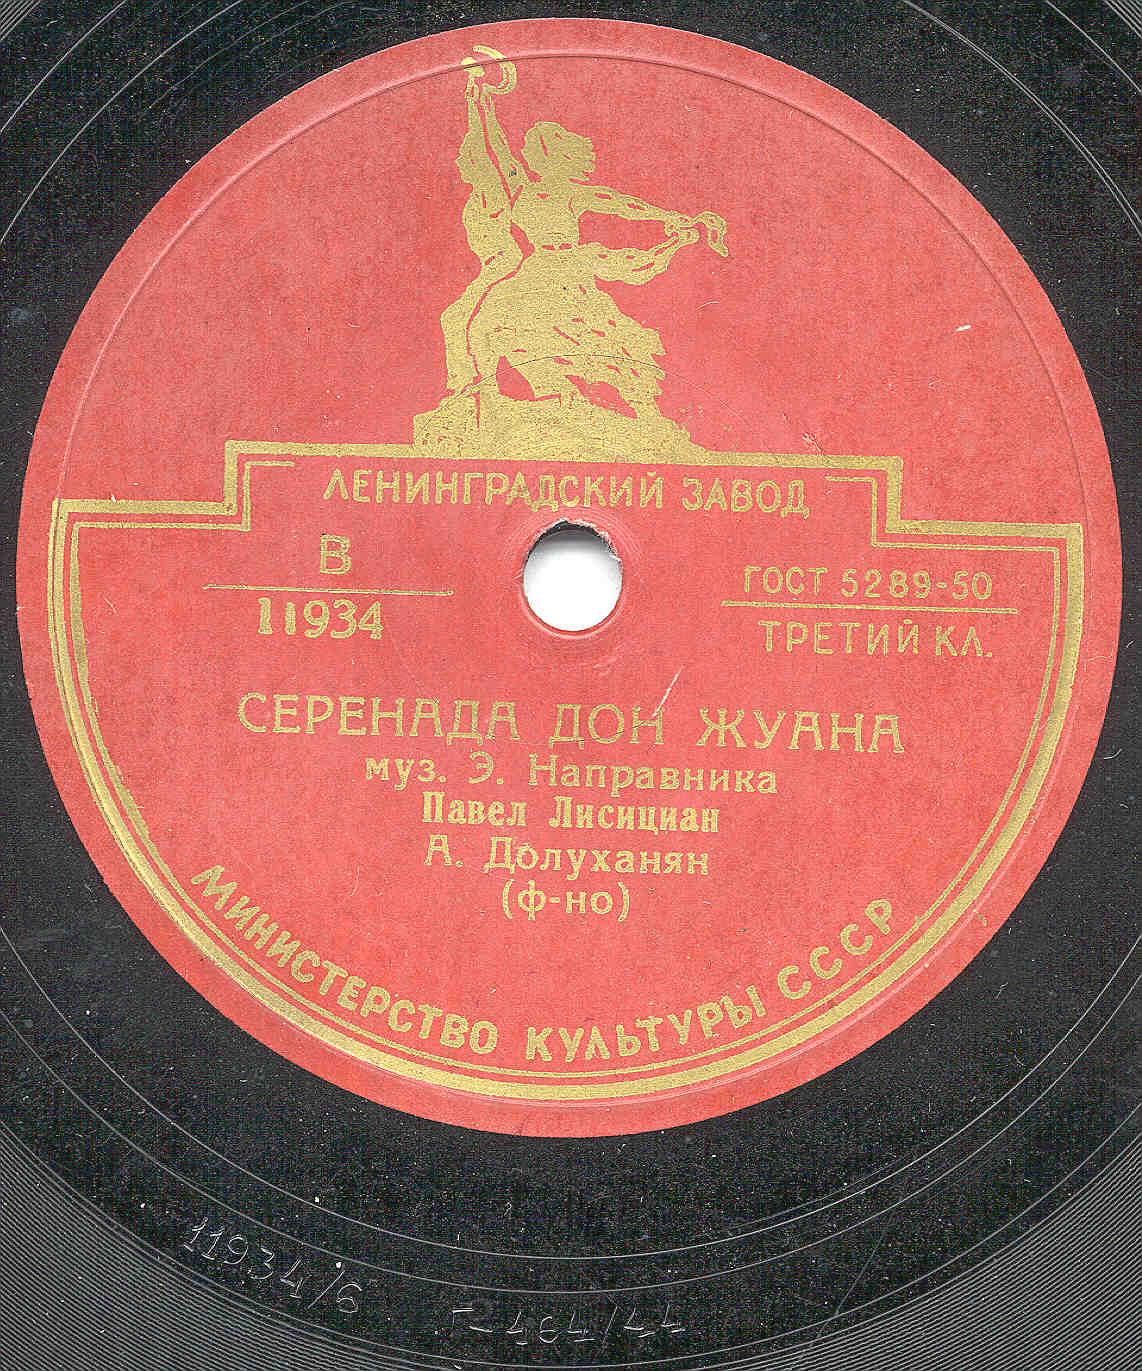 ЛЕНИНГРАДСКИЙ ЗАВОД
В
11934
ГОСТ 5289-50
ТРЕТИЙ КЛ.
СЕРЕНАДА ДОН ЖУАНА
муз. Э. Направника
Павел Лисициан
А. Долуханян
(ф-но)
МИНИСТЕРСТВО КУЛЬТУРЫ СССР
11934/6